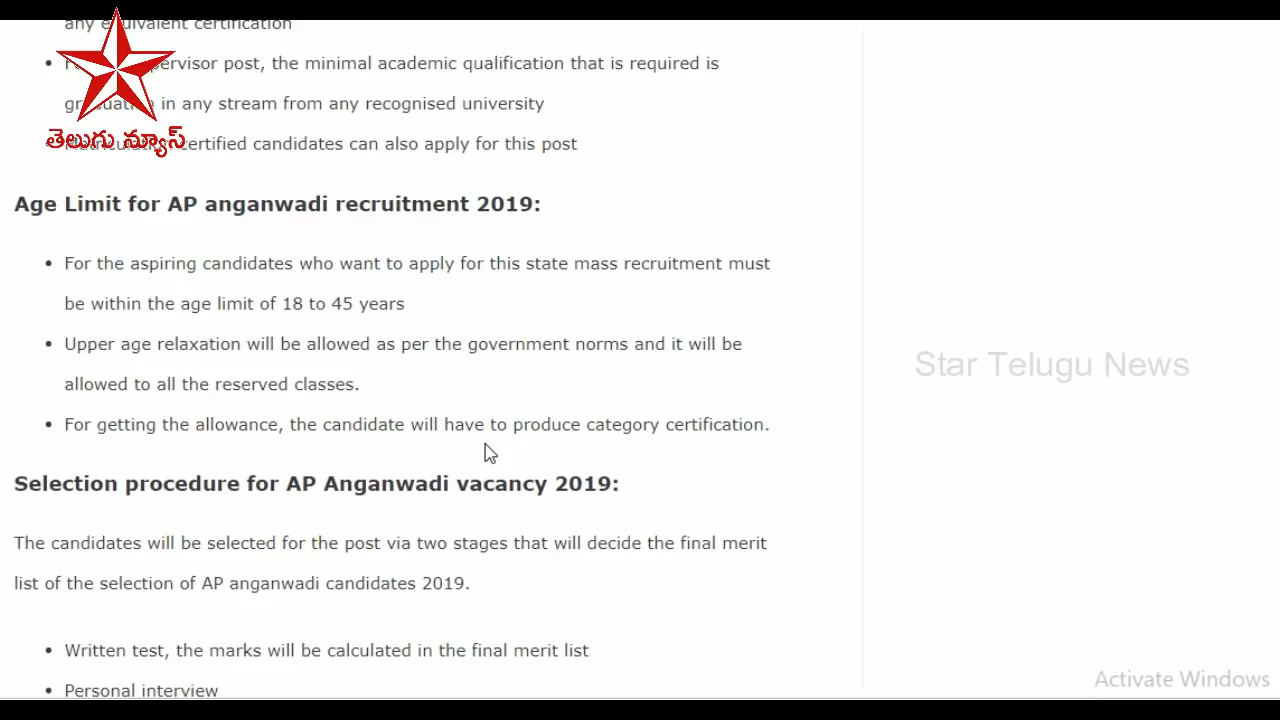 any equivalent certification
pervisor post, the minimal academic qualification that is required is
graduation in any stream from any recognised university
certified candidates can also apply for this post
తెలుగు న్యూస్
Age Limit for AP anganwadi recruitment 2019:
For the aspiring candidates who want to apply for this state mass recruitment must
be within the age limit of 18 to 45 years
Upper age relaxation will be allowed as per the government norms and it will be
allowed to all the reserved classes.
For getting the allowance, the candidate will have to produce category certification.
Selection procedure for AP Anganwadi vacancy 2019:
The candidates will be selected for the post via two stages that will decide the final merit
list of the selection of AP anganwadi candidates 2019.
Written test, the marks will be calculated in the final merit list
Personal interview
Star Telugu News
Activate Windows